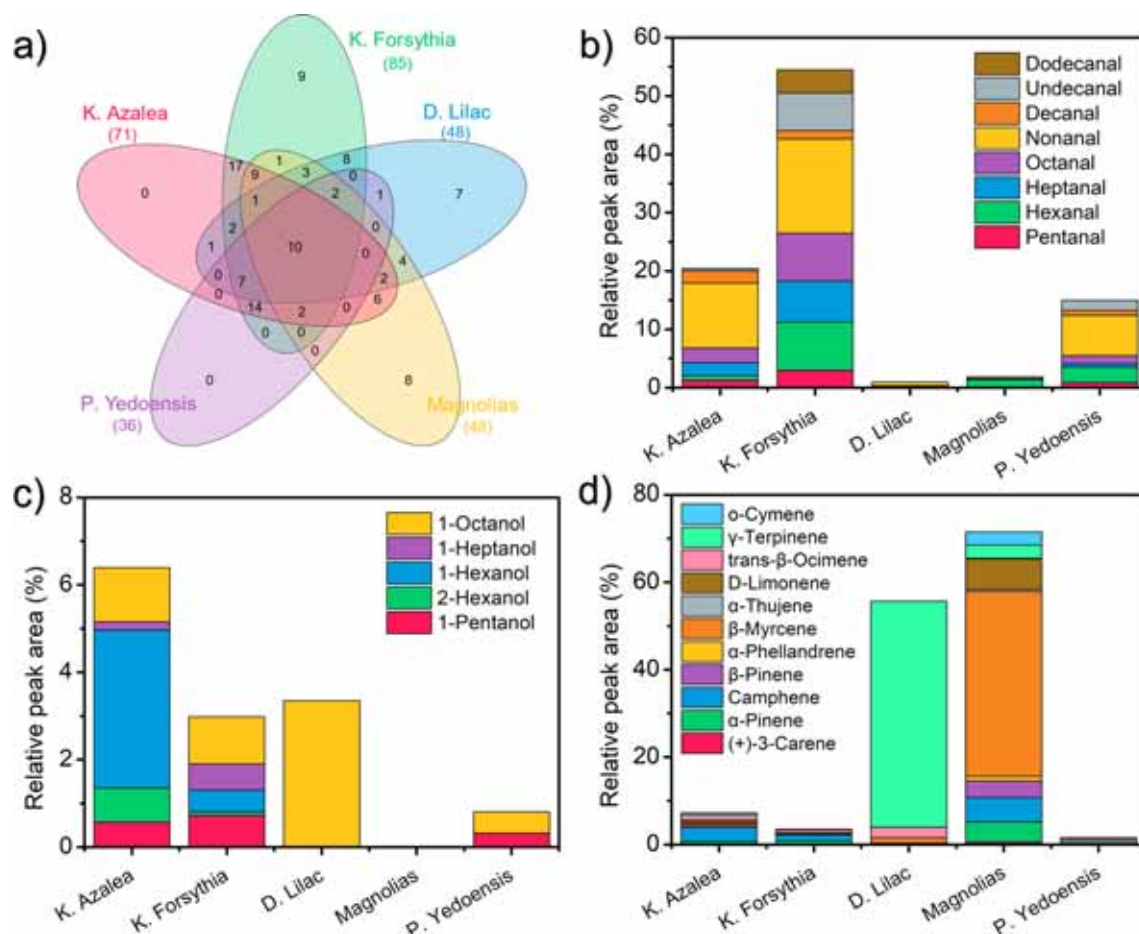 a)
K. Forsythia
(85)
K. Azalea
(71)
D. Lilac
(48)
P. Yedoensis
(36)
Magnolias
(48)
9
17
9
1
3
8
0
2
1
7
0
1
2
1
0
0
7
10
0
0
4
2
6
14
2
0
0
0
0
0
8
b)
Relative peak area (%)
60
50
40
30
20
10
0
Dodecanal
Undecanal
Decanal
Nonanal
Octanal
Heptanal
Hexanal
Pentanal
K. Azalea
K. Forsythia
D. Lilac
Magnolias
P. Yedoensis
c)
Relative peak area (%)
8
6
4
2
0
1-Octanol
1-Heptanol
1-Hexanol
2-Hexanol
1-Pentanol
K. Azalea
K. Forsythia
D. Lilac
Magnolias
P. Yedoensis
d)
Relative peak area (%)
80
60
40
20
0
o-Cymene
γ-Terpinene
trans-β-Ocimene
D-Limonene
α-Thujene
β-Myrcene
α-Phellandrene
β-Pinene
Camphene
α-Pinene
(+)-3-Carene
K. Azalea
K. Forsythia
D. Lilac
Magnolias
P. Yedoensis